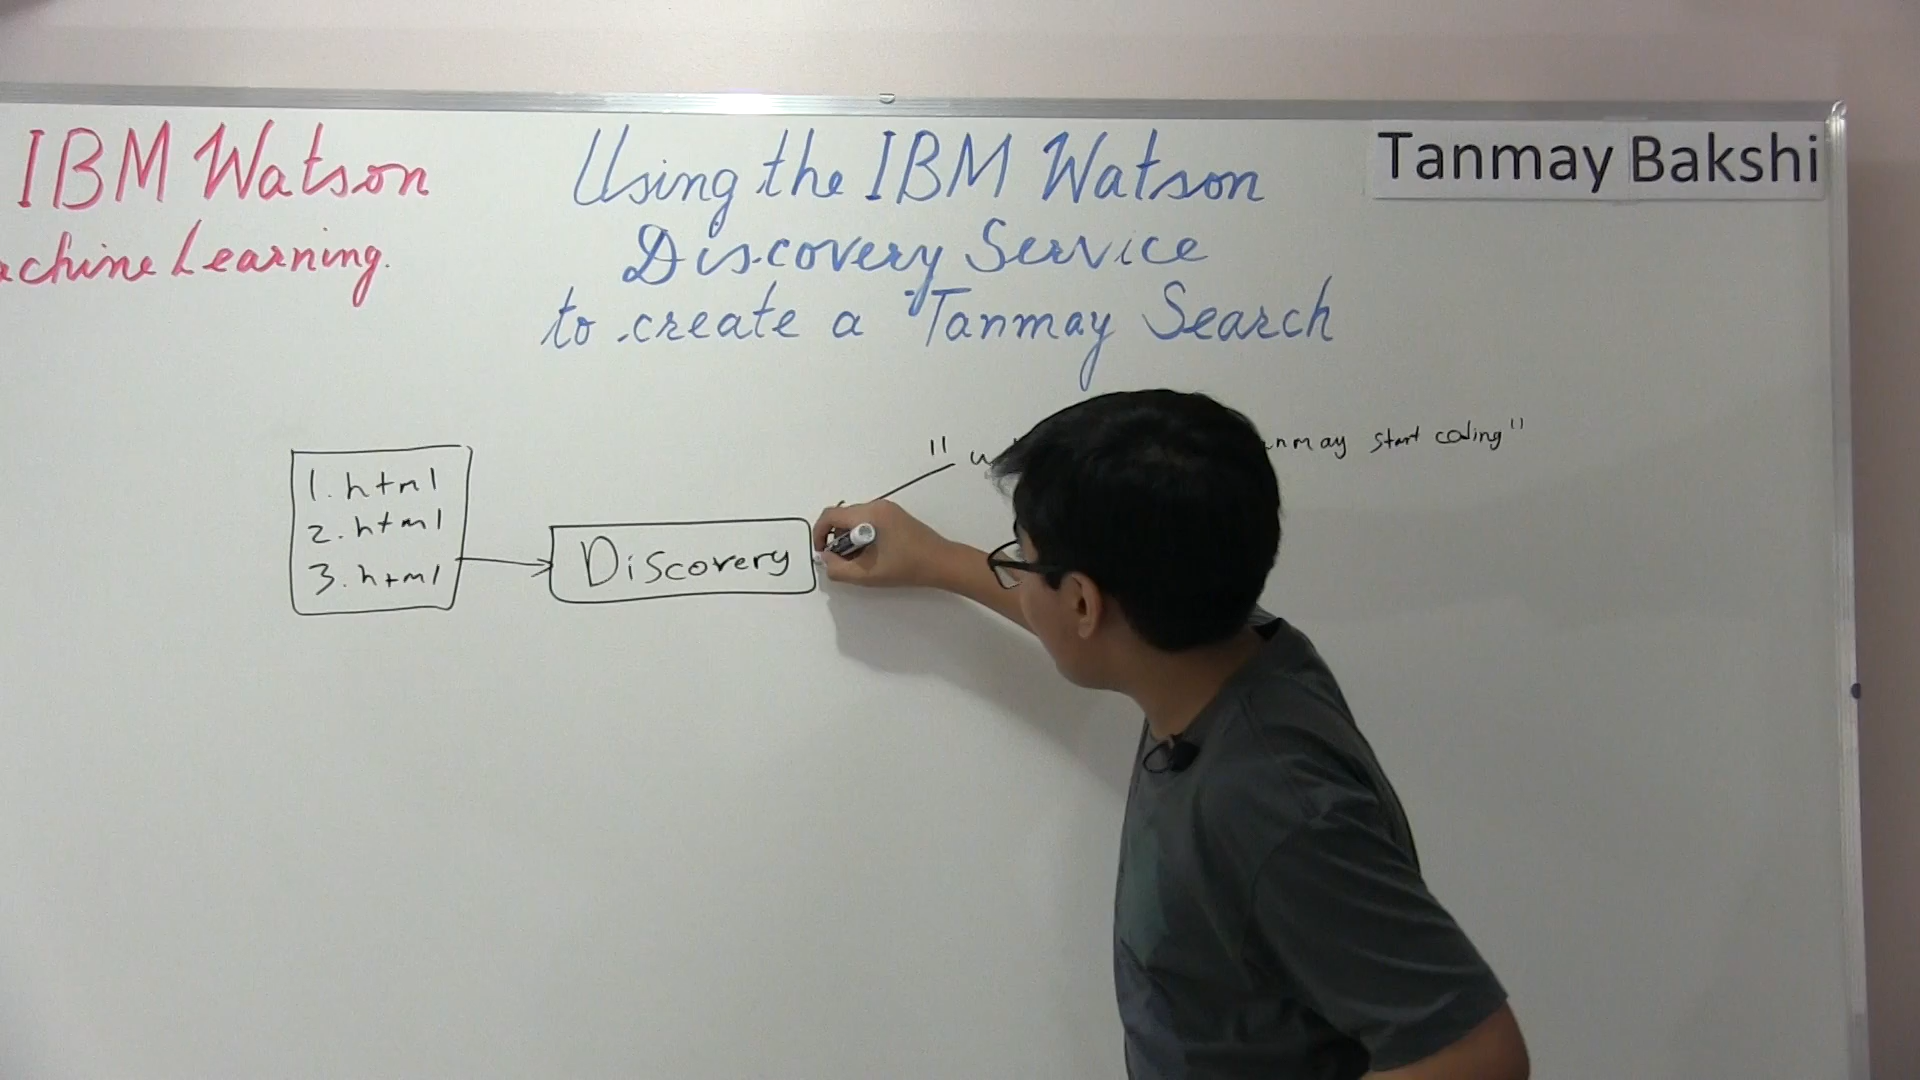 IBM Watson
achine Learning.
Using the IBM Watson
Discovery Service
to create a Tanmay Search
Tanmay Bakshi
1. html
2. html
3. html
Discovery
" anmay start coding "